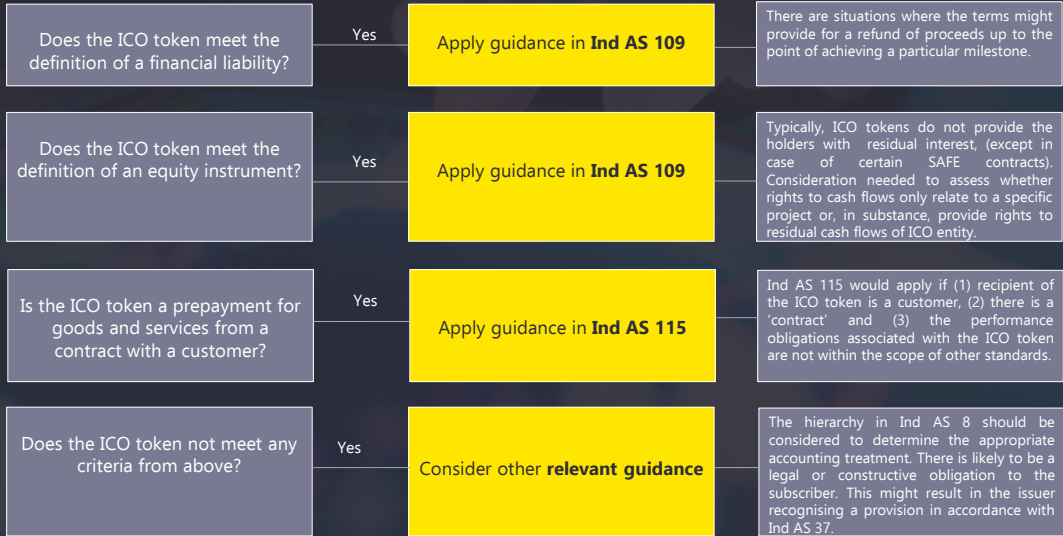 Does the ICO token meet the
definition of a financial liability?
Yes
Apply guidance in Ind AS 109
There are situations where the terms might
provide for a refund of proceeds up to the
point of achieving a particular milestone.
Does the ICO token meet the
definition of an equity instrument?
Yes
Apply guidance in Ind AS 109
Typically, ICO tokens do not provide the
holders with residual interest, (except in
case of certain SAFE contracts).
Consideration needed to assess whether
rights to cash flows only relate to a specific
project or, in substance, provide rights to
residual cash flows of ICO entity.
Is the ICO token a prepayment for
goods and services from a
contract with a customer?
Yes
Apply guidance in Ind AS 115
Ind AS 115 would apply if (1) recipient of
the ICO token is a customer, (2) there is a
'contract' and (3) the performance
obligations associated with the ICO token
are not within the scope of other standards.
Does the ICO token not meet any
criteria from above?
Yes
Consider other relevant guidance
The hierarchy in Ind AS 8 should be
considered to determine the appropriate
accounting treatment. There is likely to be a
legal or constructive obligation to the
subscriber. This might result in the issuer
recognising a provision in accordance with
Ind AS 37.